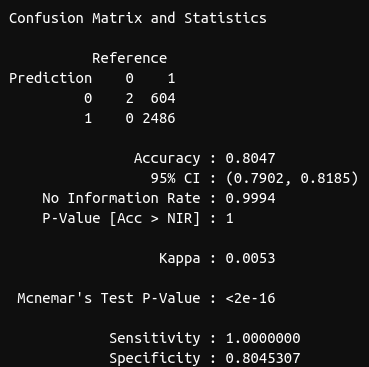 Confusion Matrix and Statistics
Reference
Prediction 0 1
0 2 604
1 0 2486
Accuracy : 0.8047
95% CI : (0.7902, 0.8185)
No Information Rate : 0.9994
P-Value [Acc > NIR] : 1
Kappa : 0.0053
Mcnemar's Test P-Value : <2e-16
Sensitivity : 1.0000000
Specificity : 0.8045307